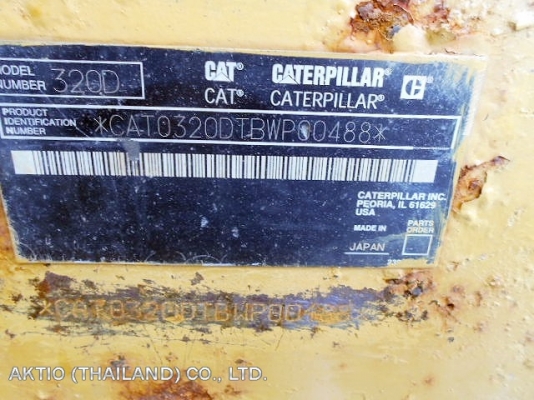 MODEL NUMBER 320D
CAT® CATERPILLAR®
CAT® CATERPILLAR®
PRODUCT IDENTIFICATION NUMBER *CAT0320DTBWP00488*
CATERPILLAR INC.
PEORIA, IL 61629
USA
MADE IN
PARTS ORDER
JAPAN
*CAT0320DTBWP00488
AKTIO (THAILAND) CO., LTD.